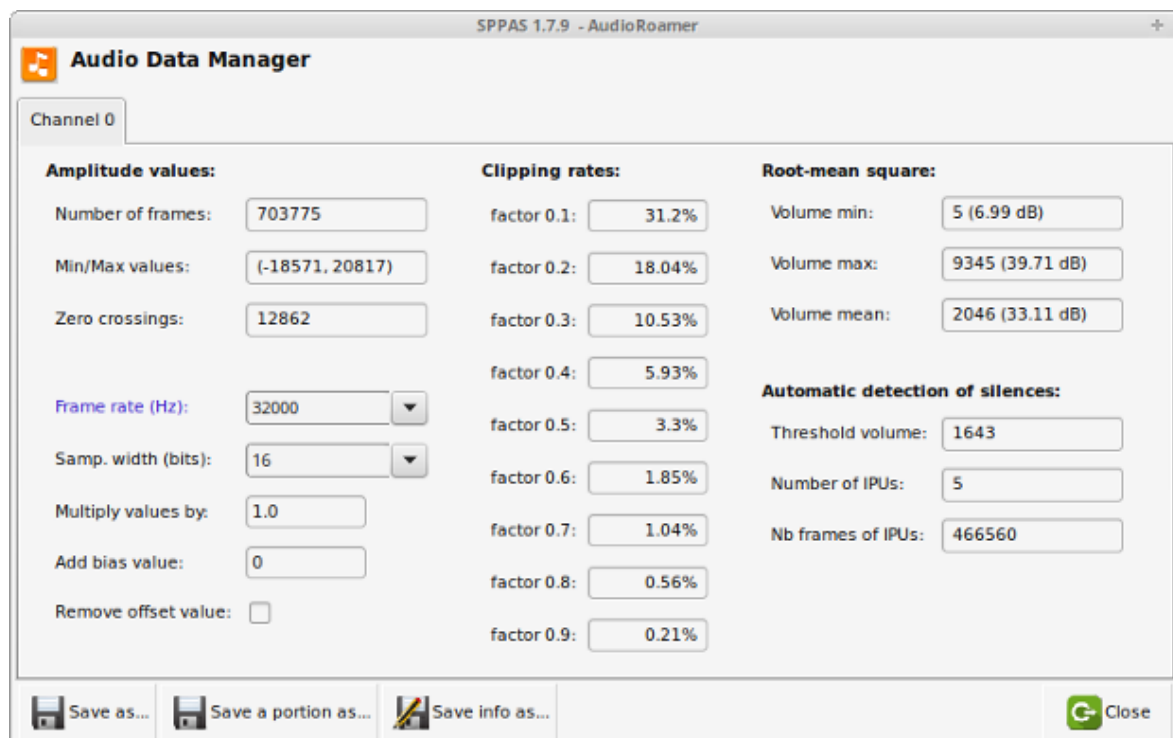 SPPAS 1.7.9 - AudioRoamer
Audio Data Manager
Channel 0
Amplitude values:
Number of frames: 703775
Min/Max values: (-18571, 20817)
Zero crossings: 12862
Frame rate (Hz): 32000
Samp. width (bits): 16
Multiply values by: 1.0
Add bias value: 0
Remove offset value:
Clipping rates:
factor 0.1: 31.2%
factor 0.2: 18.04%
factor 0.3: 10.53%
factor 0.4: 5.93%
factor 0.5: 3.3%
factor 0.6: 1.85%
factor 0.7: 1.04%
factor 0.8: 0.56%
factor 0.9: 0.21%
Root-mean square:
Volume min: 5 (6.99 dB)
Volume max: 9345 (39.71 dB)
Volume mean: 2046 (33.11 dB)
Automatic detection of silences:
Threshold volume: 1643
Number of IPUs: 5
Nb frames of IPUs: 466560
Save as... Save a portion as... Save info as... Close